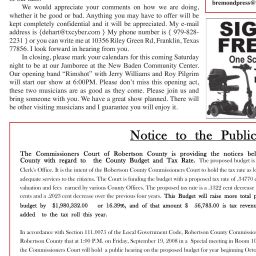 We would appreciate your comments on how we are doing,
whether it be good or bad. Anything you may have to offer will be
kept completely confidential and it will be appreciated. My e-mail
address is (dehart@txcyber.com ) My phone number is ( 979-828-
2231 ) or you can write me at 10356 Riley Green Rd, Franklin, Texas
77856. I look forward in hearing from you.
In closing, please mark your calendars for this coming Saturday
night to be at our Jamboree at the New Baden Community Center.
Our opening band "Rimshot" with Jerry Williams and Roy Pilgrim
will start our show at 6:00PM. Please don't miss this opening act,
these two musicians are as good as they come. Please join us and
bring someone with you. We have a great show planned. There will
be other visiting musicians and I guarantee you will enjoy it.
bremondpress@
SIG
FRE
One Sc
Notice to the Public
The Commissioners Court of Robertson County is providing notices be
County with regard to the County Budget and Tax Rate. The proposed budget is
Clerk's Office. It is the intent of the Robertson County Commissioners Court to hold the tax rate as lo
adequate services to the citizens. The Court is funding the budget with a proposed tax rate of .54770 c
valuation and fees earned by various County Offices. The proposed tax rate is a .1522 cent decrease
cents and a .2025 cent decrease over the previous four years. This Budget will raise more total p
budget by $1,980,202.00 or 16.39%, and of that amount $ 56,783.00 is tax revenu
added to the tax roll this year.
In accordance with Section 111.0075 of the Local Government Code, Robertson County Commissione
Robertson County that at 1:30 P.M. on Friday, September 19, 2008 in a Special meeting in Room 10
the Commissioners Court will hold a public hearing on the proposed budget for year beginning Octo